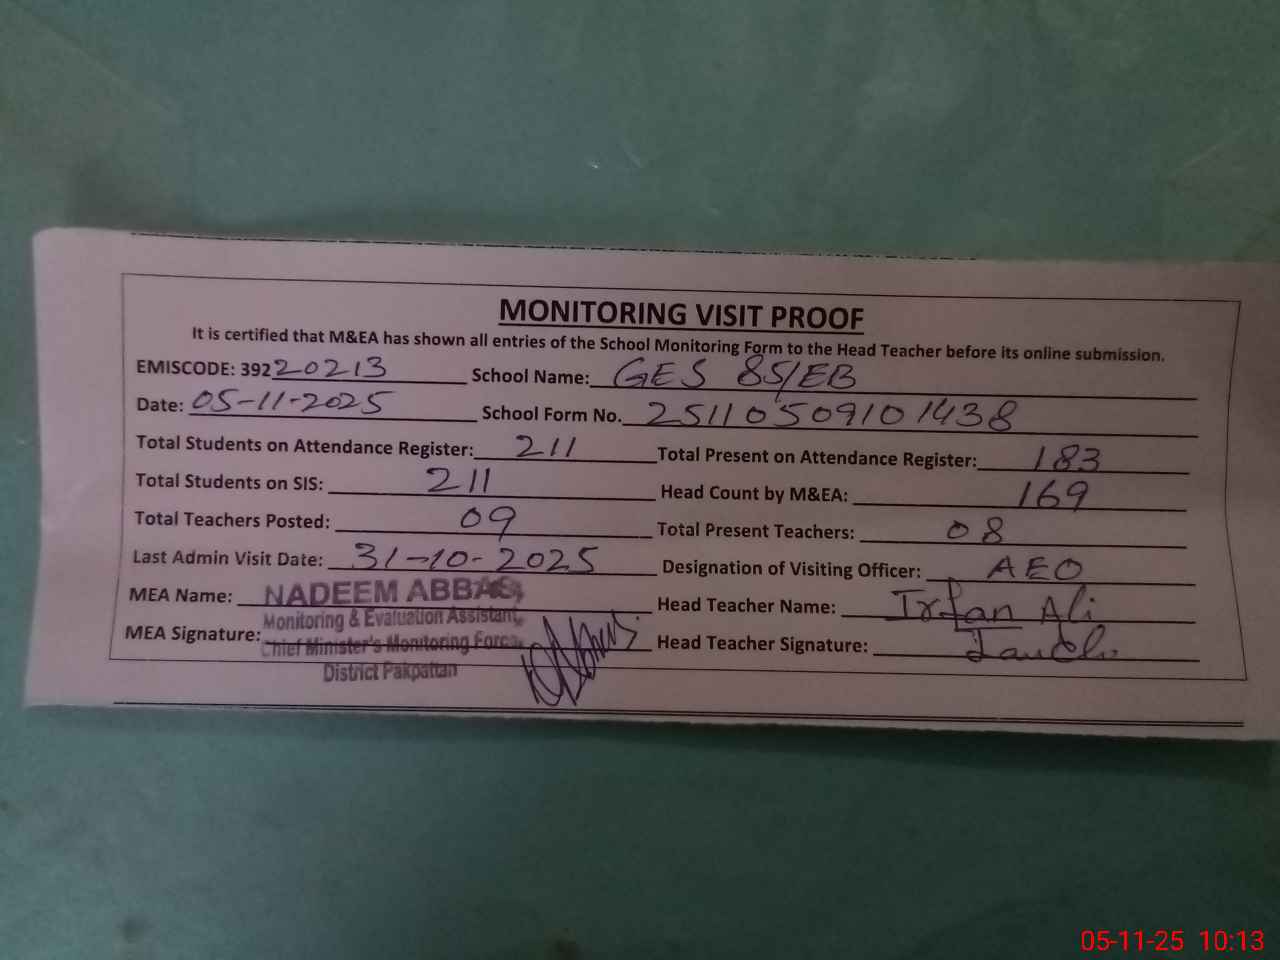 MONITORING VISIT PROOF
It is certified that M&EA has shown all entries of the School Monitoring Form to the Head Teacher before its online submission.
EMISCODE: 39220213 School Name: GES 85/EB
Date: 05-11-2025 School Form No. 25110509101438
Total Students on Attendance Register: 211 Total Present on Attendance Register: 183
Total Students on SIS: 211 Head Count by M&EA: 169
Total Teachers Posted: 09 Total Present Teachers: 08
Last Admin Visit Date: 31-10-2025 Designation of Visiting Officer: AEO
MEA Name: NADEEM ABBAS Head Teacher Name: Irfan Ali
Monitoring & Evaluation Assistant
MEA Signature: Chief Minister's Monitoring Force Head Teacher Signature:
District Pakpattan
05-11-25 10:13